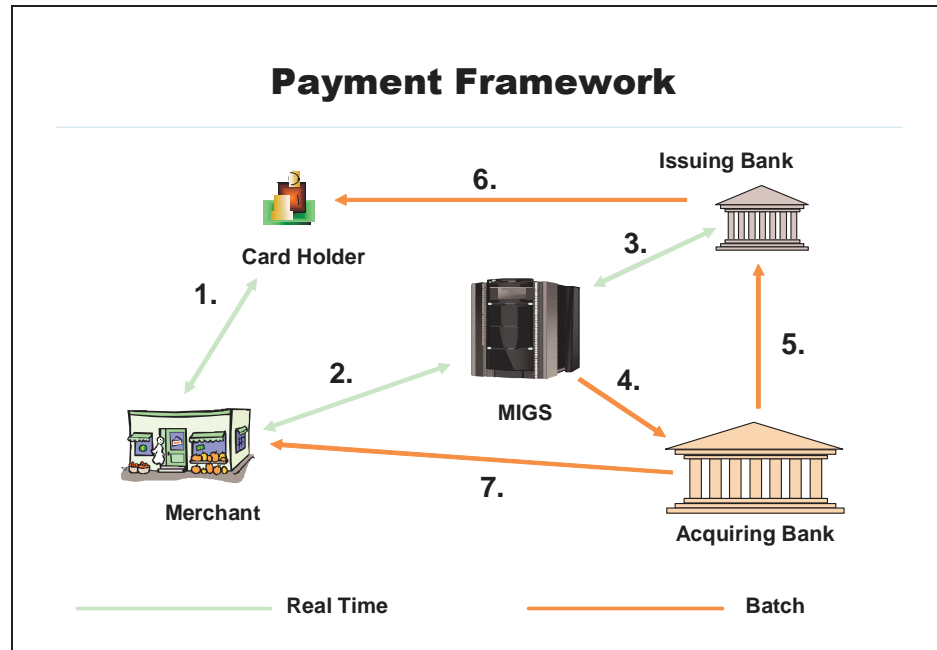 Payment Framework
Issuing Bank
6.
3.
Card Holder
1.
5.
2.
4.
MIGS
7.
Merchant
Acquiring Bank
Real Time
Batch